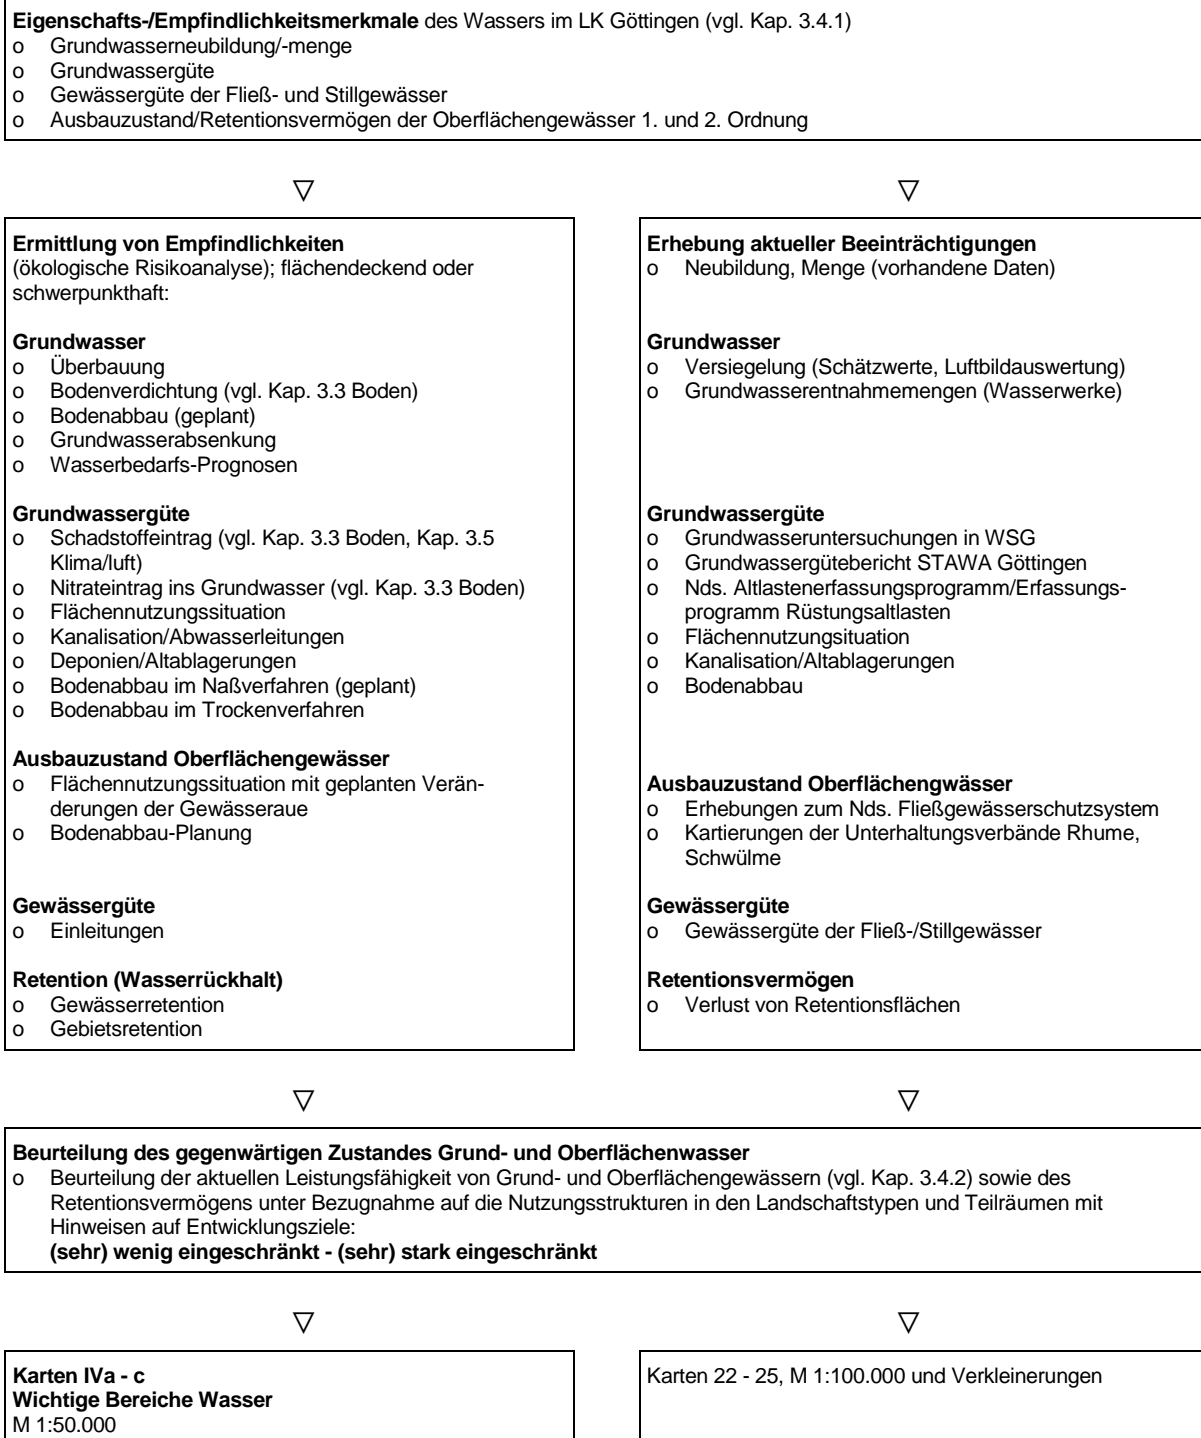 Eigenschafts-/Empfindlichkeitsmerkmale des Wassers im LK Göttingen (vgl. Kap. 3.4.1)
o Grundwasserneubildung/-menge
o Grundwassergüte
o Gewässergüte der Fließ- und Stillgewässer
o Ausbauzustand/Retentionsvermögen der Oberflächengewässer 1. und 2. Ordnung
Ermittlung von Empfindlichkeiten
(ökologische Risikoanalyse); flächendeckend oder
schwerpunkthaft:
Grundwasser
o Überbauung
o Bodenverdichtung (vgl. Kap. 3.3 Boden)
o Bodenabbau (geplant)
o Grundwasserabsenkung
o Wasserbedarfs-Prognosen
Grundwassergüte
o Schadstoffeintrag (vgl. Kap. 3.3 Boden, Kap. 3.5
Klima/luft)
o Nitrateintrag ins Grundwasser (vgl. Kap. 3.3 Boden)
o Flächennutzungssituation
o Kanalisation/Abwasserleitungen
o Deponien/Altablagerungen
o Bodenabbau im Naßverfahren (geplant)
o Bodenabbau im Trockenverfahren
Ausbauzustand Oberflächengewässer
o Flächennutzungssituation mit geplanten Verän-
derungen der Gewässeraue
o Bodenabbau-Planung
Gewässergüte
o Einleitungen
Retention (Wasserrückhalt)
o Gewässerretention
o Gebietsretention
Erhebung aktueller Beeinträchtigungen
o Neubildung, Menge (vorhandene Daten)
Grundwasser
o Versiegelung (Schätzwerte, Luftbildauswertung)
o Grundwasserentnahmemengen (Wasserwerke)
Grundwassergüte
o Grundwasseruntersuchungen in WSG
o Grundwassergütebericht STAWA Göttingen
o Nds. Altlastenerfassungsprogramm/Erfassungs-
programm Rüstungsaltlasten
o Flächennutzungsituation
o Kanalisation/Altablagerungen
o Bodenabbau
Ausbauzustand Oberflächengwässer
o Erhebungen zum Nds. Fließgewässerschutzsystem
o Kartierungen der Unterhaltungsverbände Rhume,
Schwülme
Gewässergüte
o Gewässergüte der Fließ-/Stillgewässer
Retentionsvermögen
o Verlust von Retentionsflächen
Beurteilung des gegenwärtigen Zustandes Grund- und Oberflächenwasser
o Beurteilung der aktuellen Leistungsfähigkeit von Grund- und Oberflächengewässern (vgl. Kap. 3.4.2) sowie des
Retentionsvermögens unter Bezugnahme auf die Nutzungsstrukturen in den Landschaftstypen und Teilräumen mit
Hinweisen auf Entwicklungsziele:
(sehr) wenig eingeschränkt - (sehr) stark eingeschränkt
Karten IVa - c
Wichtige Bereiche Wasser
M 1:50.000
Karten 22 - 25, M 1:100.000 und Verkleinerungen